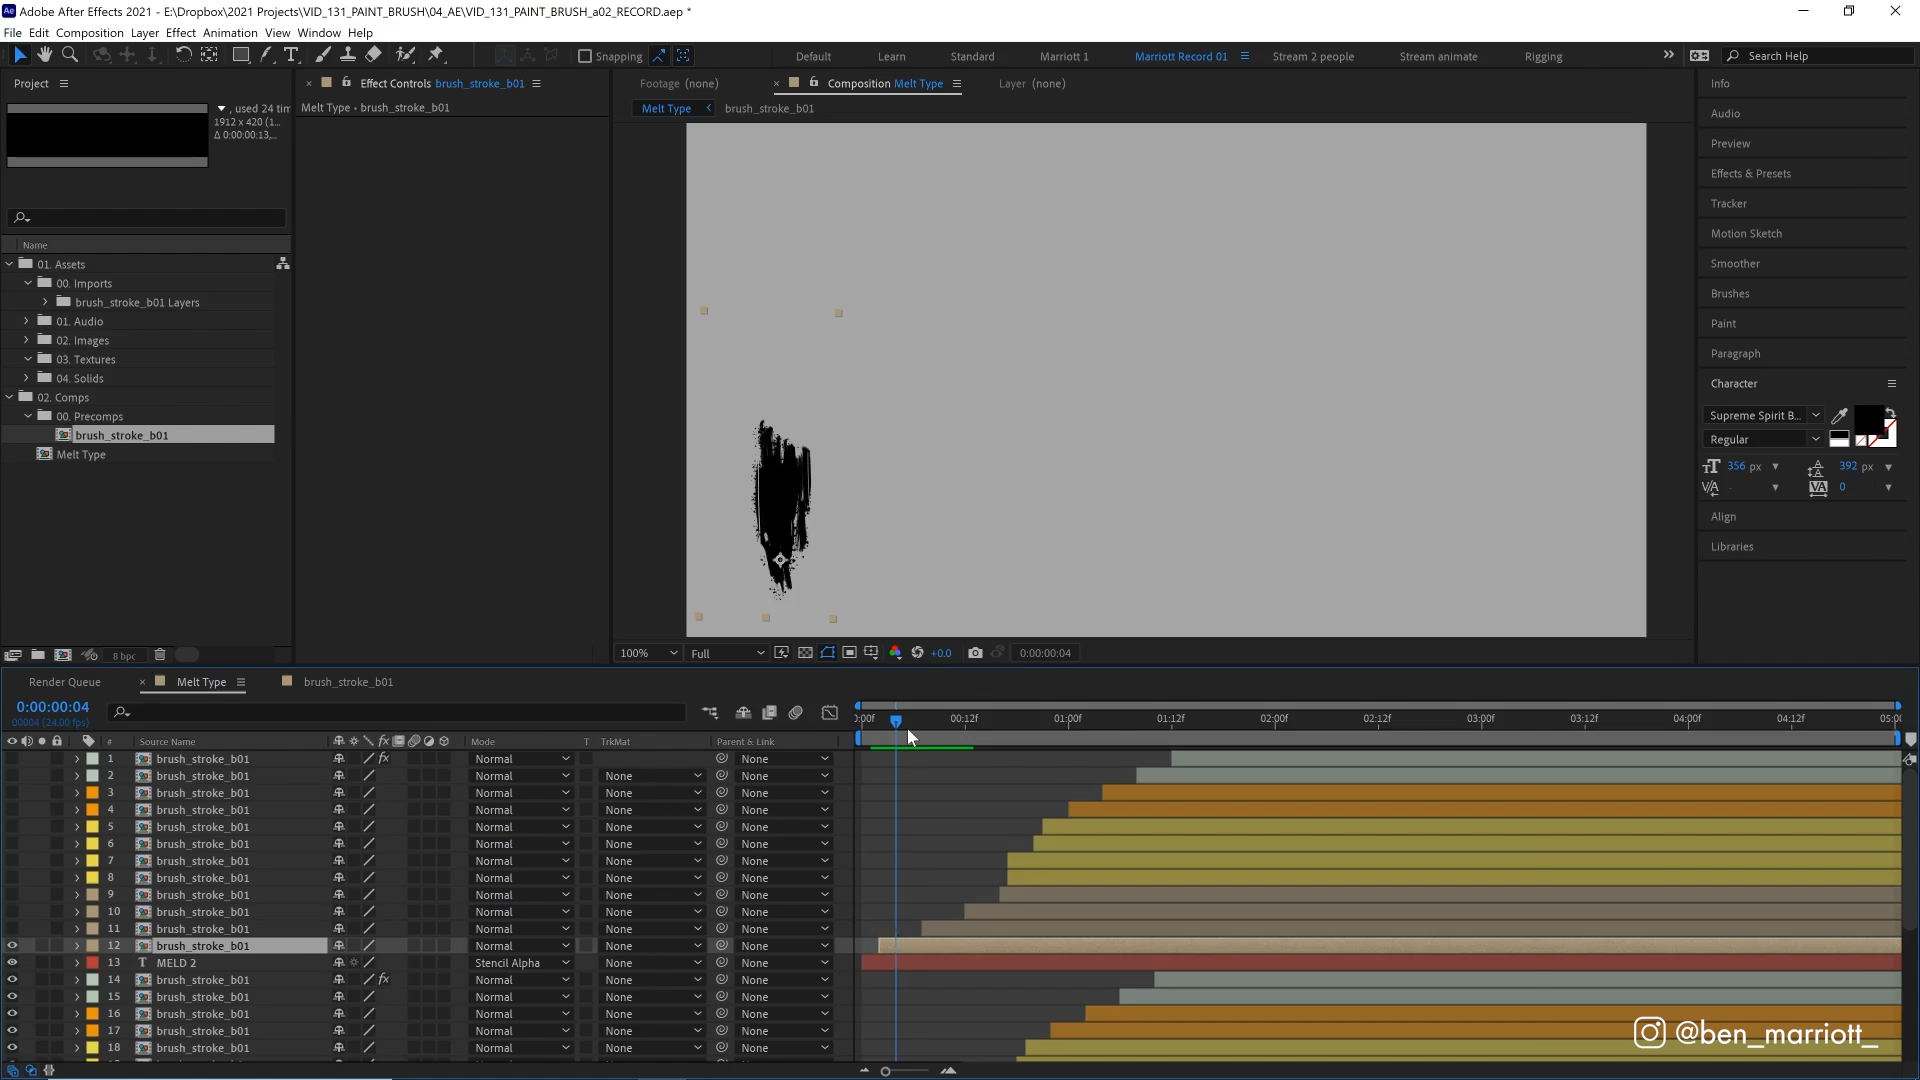 Adobe After Effects 2021 - E:\Dropbox\2021 Projects\VID_131_PAINT_BRUSH\04_AE\VID_131_PAINT_BRUSH_a02_RECORD.aep *
File Edit Composition Layer Effect Animation View Window Help
Snapping
Default Learn Standard Marriott 1 Marriott Record 01 Stream 2 people Stream animate Rigging Search Help
Project
, used 24 tim
1912 x 420 (1...
Δ 0:00:00:13,...
Name
01. Assets
00. Imports
brush_stroke_b01 Layers
01. Audio
02. Images
03. Textures
04. Solids
02. Comps
00. Precomps
brush_stroke_b01
Melt Type
8 bpc
Effect Controls brush_stroke_b01
Melt Type • brush_stroke_b01
Footage (none) Composition Melt Type Layer (none)
Melt Type brush_stroke_b01
100% Full +0.0 0:00:00:04
Info
Audio
Preview
Effects & Presets
Tracker
Motion Sketch
Smoother
Brushes
Paint
Paragraph
Character
Supreme Spirit B...
Regular
356 px 392 px
- 0
Align
Libraries
Render Queue Melt Type brush_stroke_b01
0:00:00:04
00004 (24.00 fps)
0:00f 00:12f 01:00f 01:12f 02:00f 02:12f 03:00f 03:12f 04:00f 04:12f 05:0
# Source Name Mode T TrkMat Parent & Link
1 brush_stroke_b01 Normal None
2 brush_stroke_b01 Normal None None
3 brush_stroke_b01 Normal None None
4 brush_stroke_b01 Normal None None
5 brush_stroke_b01 Normal None None
6 brush_stroke_b01 Normal None None
7 brush_stroke_b01 Normal None None
8 brush_stroke_b01 Normal None None
9 brush_stroke_b01 Normal None None
10 brush_stroke_b01 Normal None None
11 brush_stroke_b01 Normal None None
12 brush_stroke_b01 Normal None None
13 T MELD 2 Stencil Alpha None None
14 brush_stroke_b01 Normal None None
15 brush_stroke_b01 Normal None None
16 brush_stroke_b01 Normal None None
17 brush_stroke_b01 Normal None None
18 brush_stroke_b01 Normal None None
@ben_marriott_